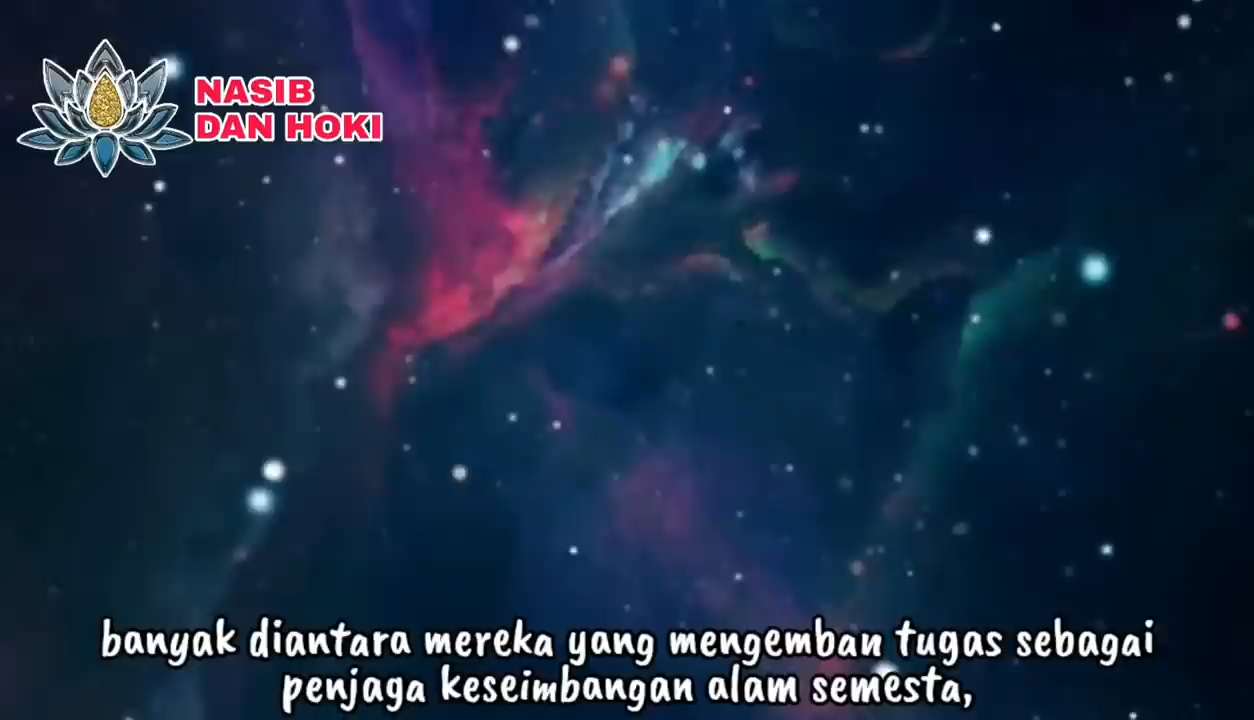 NASIB
DAN HOKI
banyak diantara mereka yang mengemban tugas sebagai
penjaga keseimbangan alam semesta,